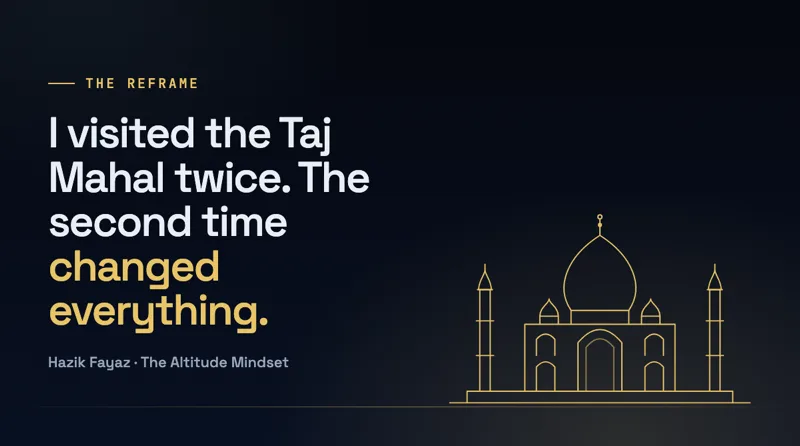 THE REFRAME
I visited the Taj
Mahal twice. The
second time
changed
everything.
Hazik Fayaz · The Altitude Mindset